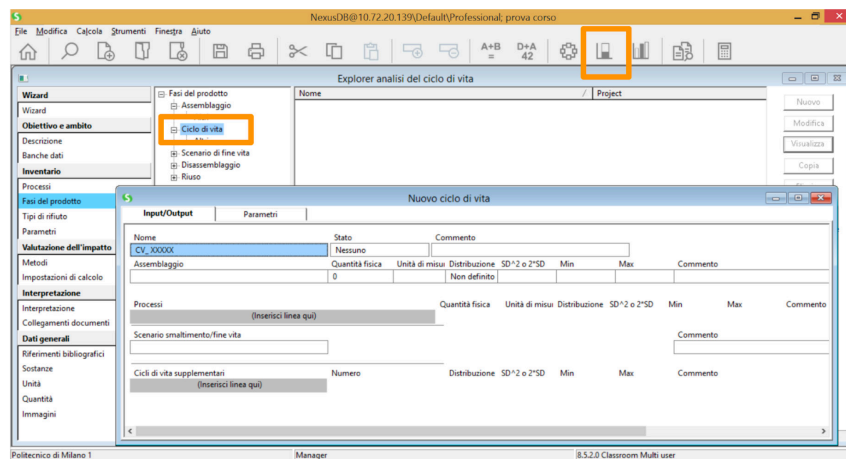 NexusDB@10.72.20.139\Default\Professional; prova corso
File Modifica Calcola Strumenti Finestra Aiuto
A+B
=
D+A
42
Explorer analisi del ciclo di vita
Wizard
Wizard
Obiettivo e ambito
Descrizione
Banche dati
Inventario
Processi
Fasi del prodotto
Tipi di rifiuto
Parametri
Valutazione dell'impatto
Metodi
Impostazioni di calcolo
Interpretazione
Interpretazione
Collegamenti documenti
Dati generali
Riferimenti bibliografici
Sostanze
Unità
Quantità
Immagini
Fasi del prodotto
Assemblaggio
Ciclo di vita
Scenario di fine vita
Disassemblaggio
Riuso
Nome / Project
Nuovo
Modifica
Visualizza
Copia
Nuovo ciclo di vita
Input/Output Parametri
Nome Stato Commento
CV_XXXXX Nessuno
Assemblaggio Quantità fisica Unità di misu Distribuzione SD^2 o 2*SD Min Max Commento
0 Non definito
Processi Quantità fisica Unità di misu Distribuzione SD^2 o 2*SD Min Max Commento
(Inserisci linea qui)
Scenario smaltimento/fine vita Commento
Cicli di vita supplementari Numero Distribuzione SD^2 o 2*SD Min Max Commento
(Inserisci linea qui)
Politecnico di Milano 1 Manager 8.5.2.0 Classroom Multi user